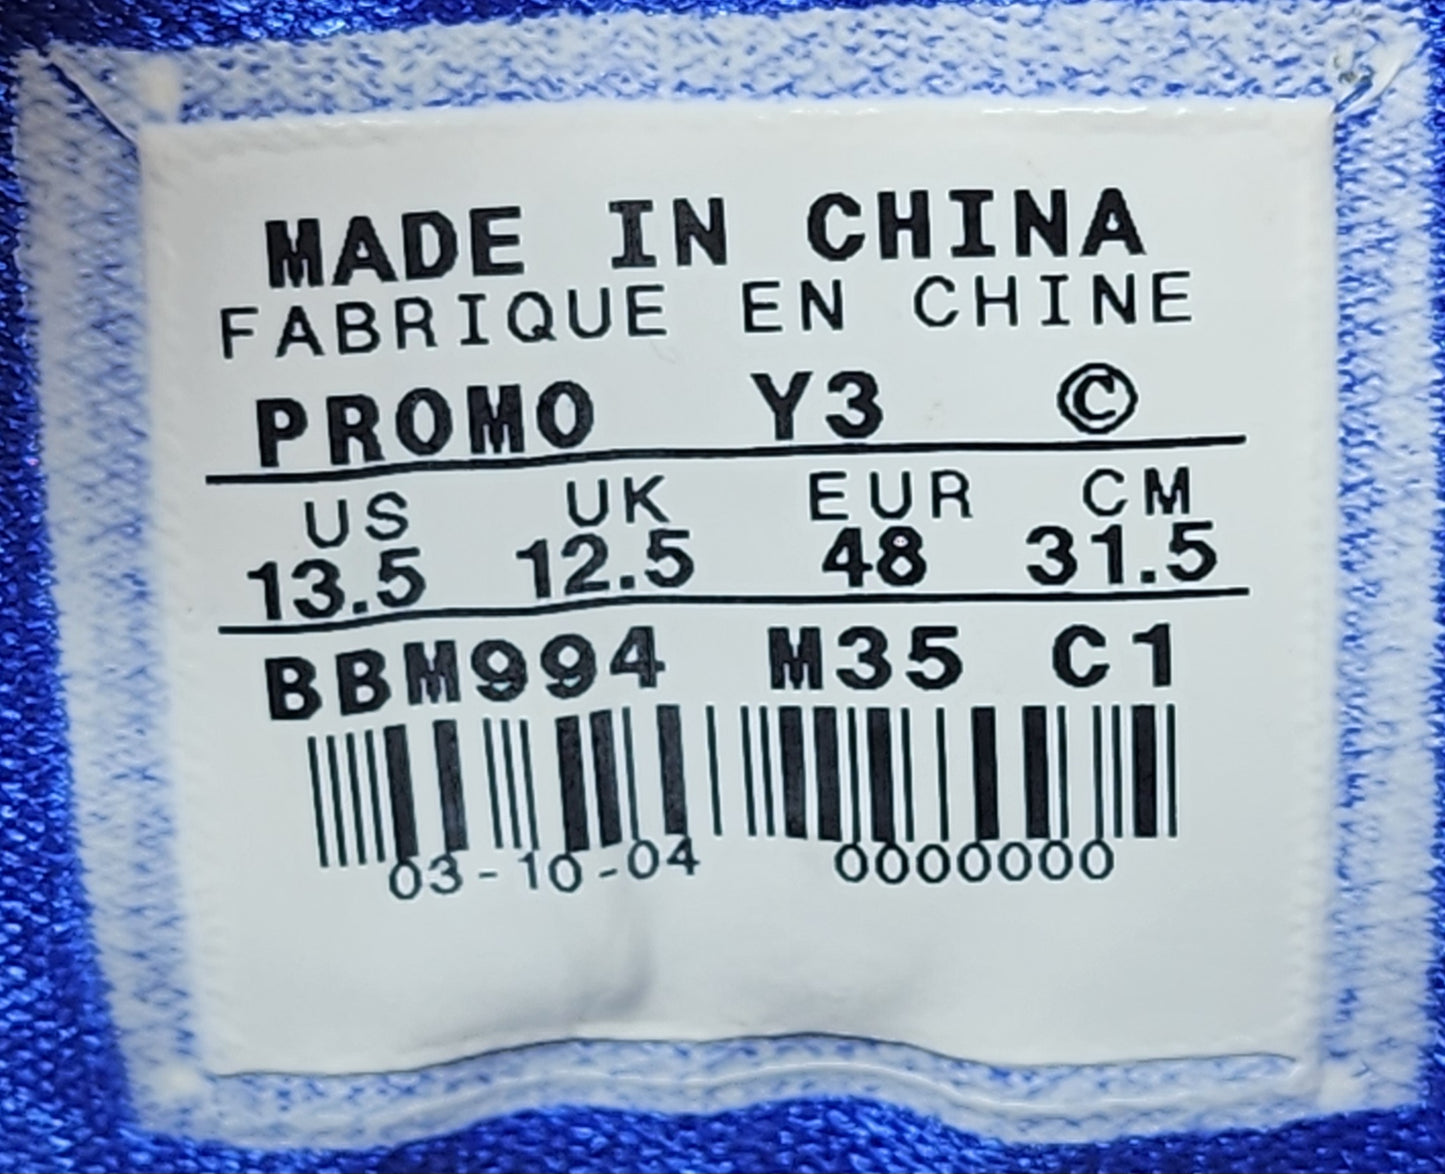 MADE IN CHINA
FABRIQUE EN CHINE
PROMO Y3 ©
US UK EUR CM
13.5 12.5 48 31.5
BBM994 M35 C1
03-10-04 0000000